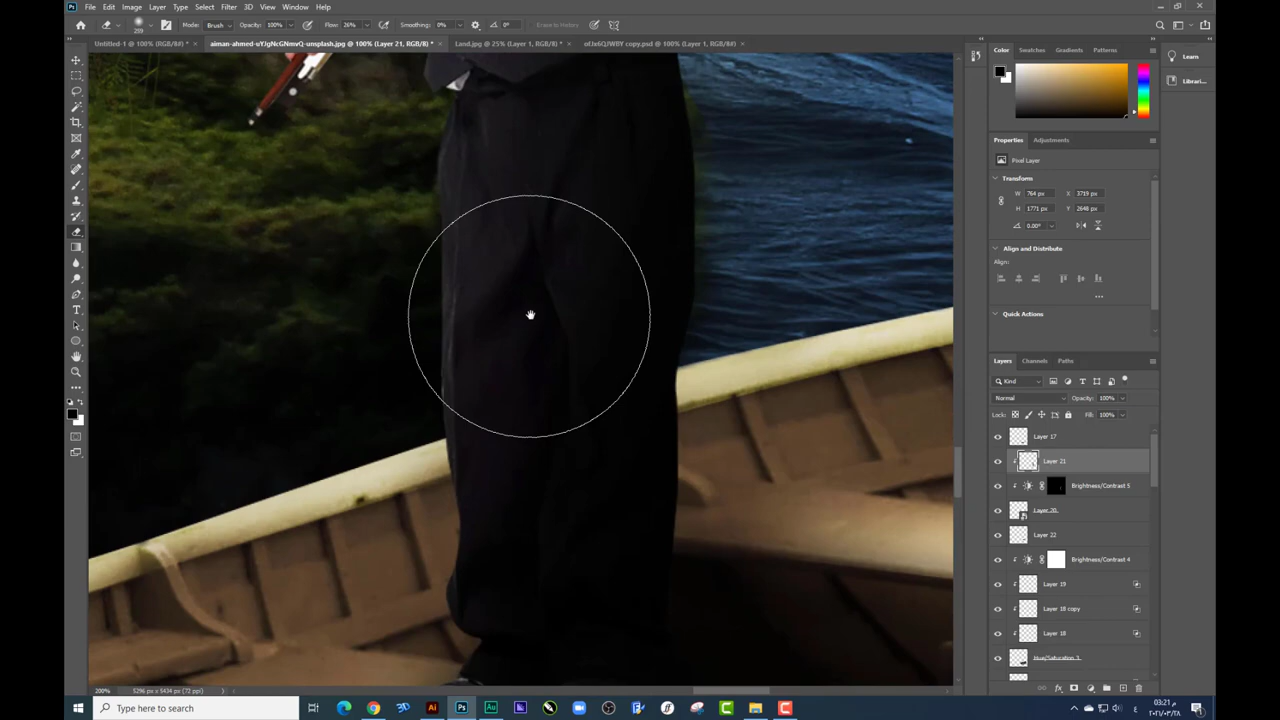 File Edit Image Layer Type Select Filter 3D View Window Help
259 Mode: Brush Opacity: 100% Flow: 26% Smoothing: 0% 0° Erase to History
Untitled-1 @ 100% (RGB/8#) * × aiman-ahmed-uYJgNcGNmvQ-unsplash.jpg @ 100% (Layer 21, RGB/8#) * × Land.jpg @ 25% (Layer 1, RGB/8*) * × copy.psd @ 100% (Layer 1, RGB/8#) ×
Color Swatches Gradients Patterns
Learn
Librari...
Properties Adjustments
Pixel Layer
Transform
W 764 px X 3719 px
H 1771 px Y 2648 px
0.00°
Align and Distribute
Align:
...
Quick Actions
Layers Channels Paths
Kind
Normal Opacity: 100%
Lock: Fill: 100%
Layer 17
Layer 21
Brightness/Contrast 5
Layer 20
Layer 22
Brightness/Contrast 4
Layer 19
Layer 18 copy
Layer 18
Hue/Saturation 3
200% 5296 px x 5434 px (72 ppi)
Type here to search
03:21 م